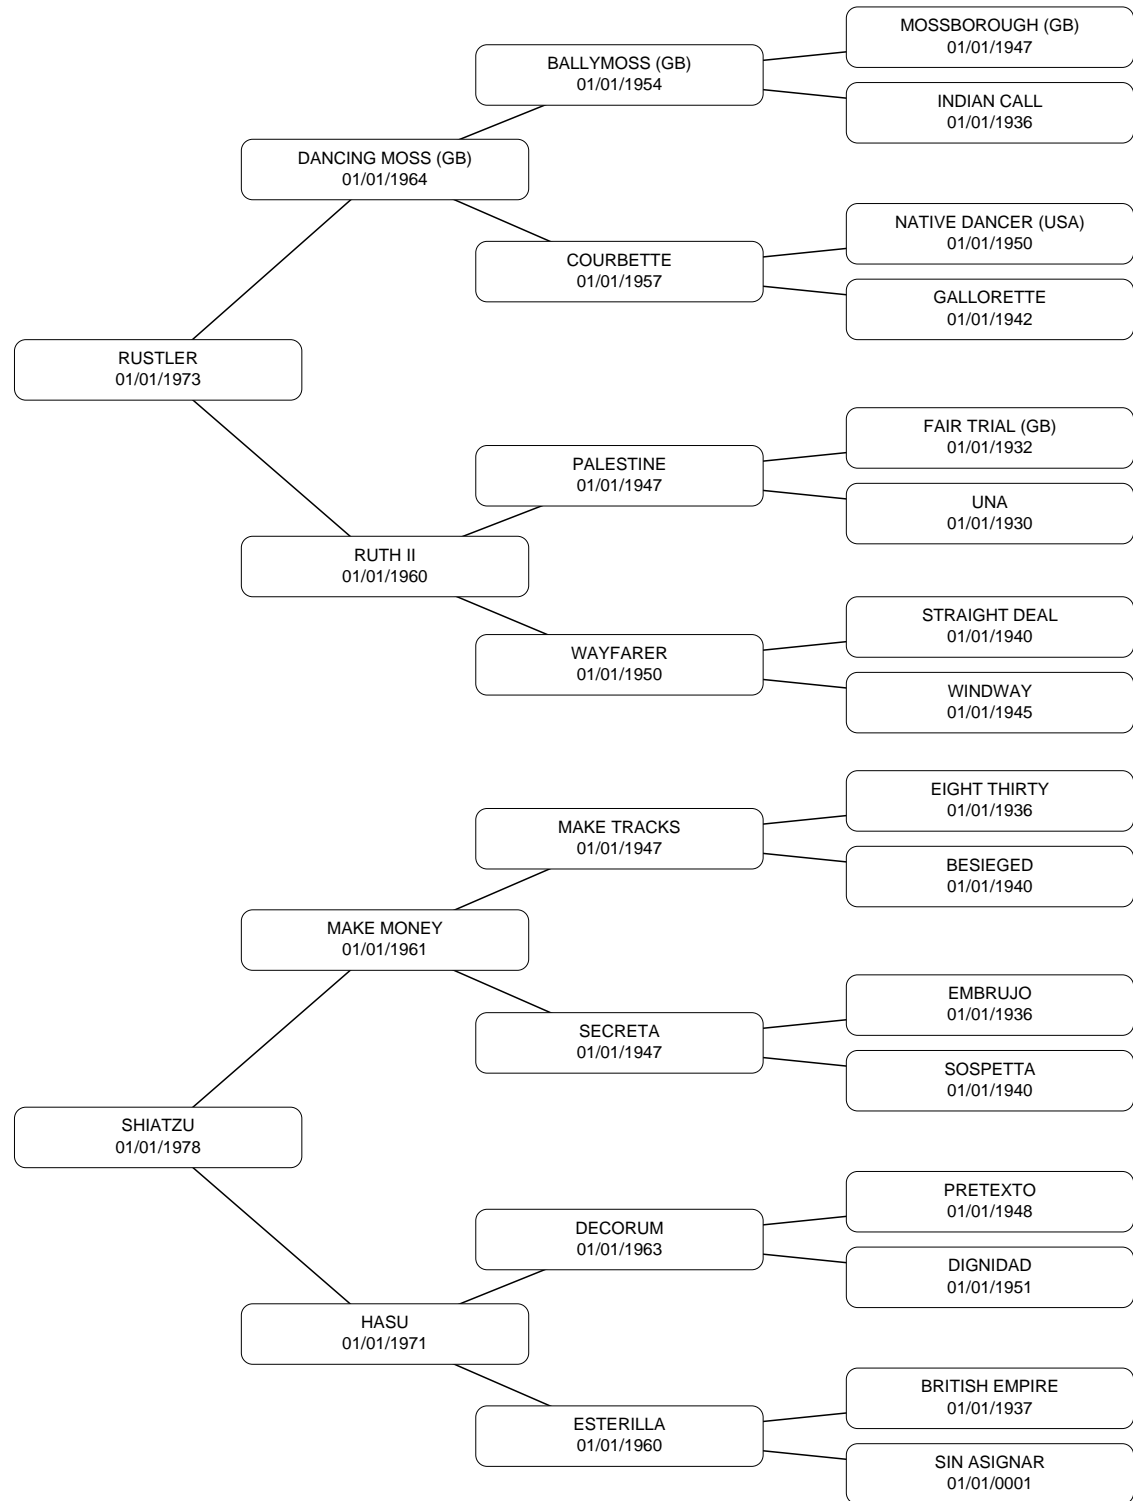 MOSSBOROUGH (GB)
01/01/1947
BALLYMOSS (GB)
01/01/1954
INDIAN CALL
01/01/1936
DANCING MOSS (GB)
01/01/1964
NATIVE DANCER (USA)
01/01/1950
COURBETTE
01/01/1957
GALLORETTE
01/01/1942
RUSTLER
01/01/1973
FAIR TRIAL (GB)
01/01/1932
PALESTINE
01/01/1947
UNA
01/01/1930
RUTH II
01/01/1960
STRAIGHT DEAL
01/01/1940
WAYFARER
01/01/1950
WINDWAY
01/01/1945
EIGHT THIRTY
01/01/1936
MAKE TRACKS
01/01/1947
BESIEGED
01/01/1940
MAKE MONEY
01/01/1961
EMBRUJO
01/01/1936
SECRETA
01/01/1947
SOSPETTA
01/01/1940
SHIATZU
01/01/1978
PRETEXTO
01/01/1948
DECORUM
01/01/1963
DIGNIDAD
01/01/1951
HASU
01/01/1971
BRITISH EMPIRE
01/01/1937
ESTERILLA
01/01/1960
SIN ASIGNAR
01/01/0001